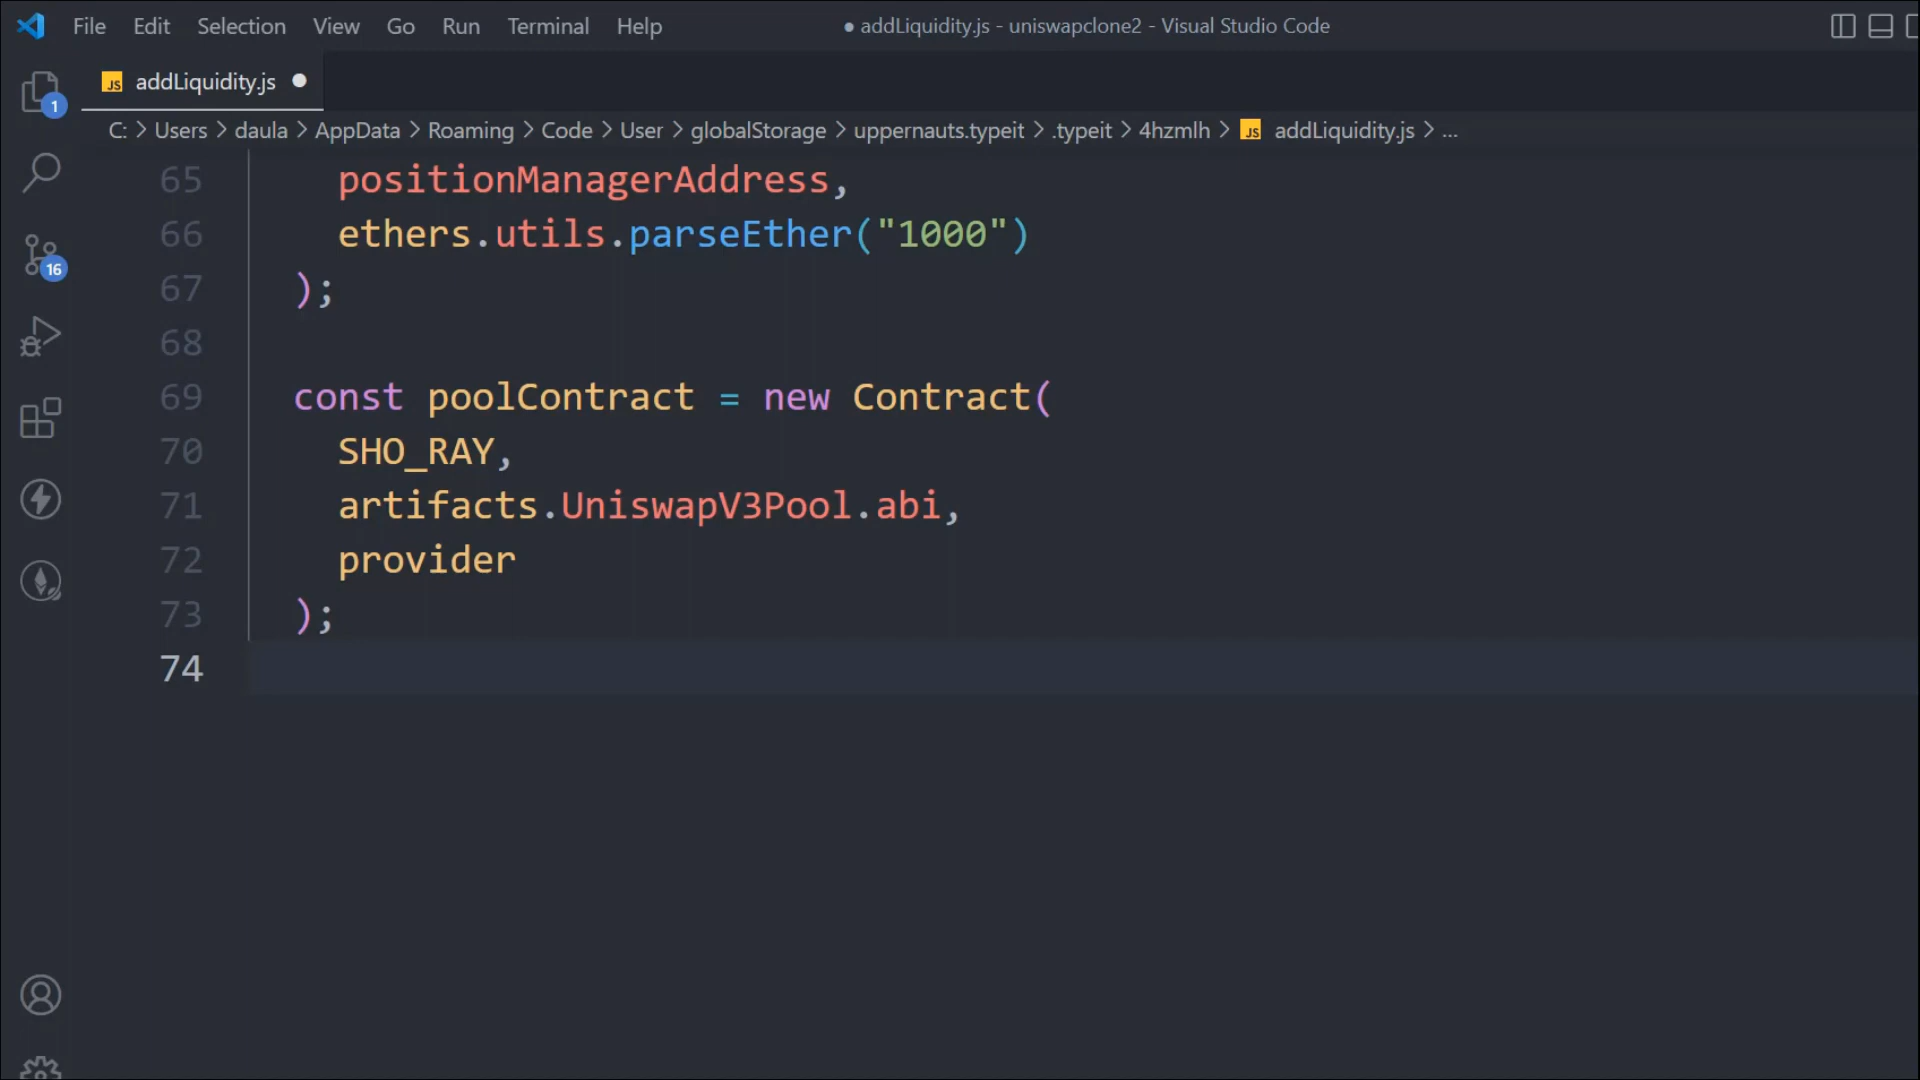 File Edit Selection View Go Run Terminal Help ● addLiquidity.js - uniswapclone2 - Visual Studio Code
JS addLiquidity.js ●
1
C: > Users > daula > AppData > Roaming > Code > User > globalStorage > uppernauts.typeit > .typeit > 4hzmlh > JS addLiquidity.js > ...
65 positionManagerAddress,
66 ethers.utils.parseEther("1000")
16
67 );
68
69 const poolContract = new Contract(
70 SHO_RAY,
71 artifacts.UniswapV3Pool.abi,
72 provider
73 );
74